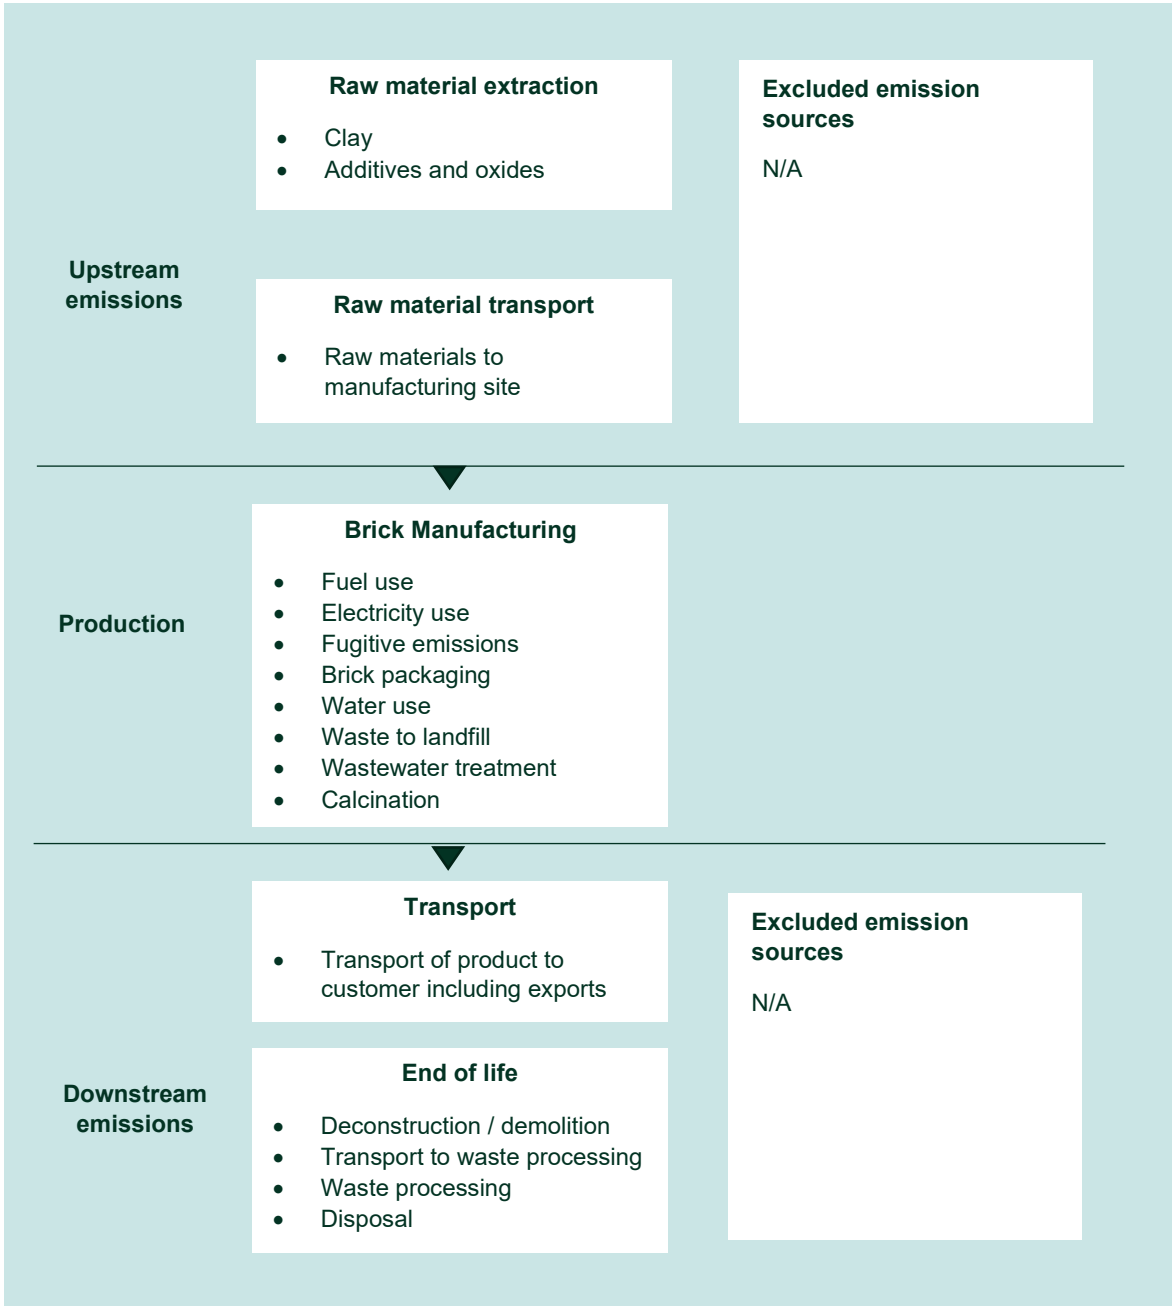 Upstream
emissions
Raw material extraction
• Clay
• Additives and oxides
Raw material transport
• Raw materials to
manufacturing site
Excluded emission
sources
N/A
Production
Brick Manufacturing
• Fuel use
• Electricity use
• Fugitive emissions
• Brick packaging
• Water use
• Waste to landfill
• Wastewater treatment
• Calcination
Downstream
emissions
Transport
• Transport of product to
customer including exports
End of life
• Deconstruction / demolition
• Transport to waste processing
• Waste processing
• Disposal
Excluded emission
sources
N/A